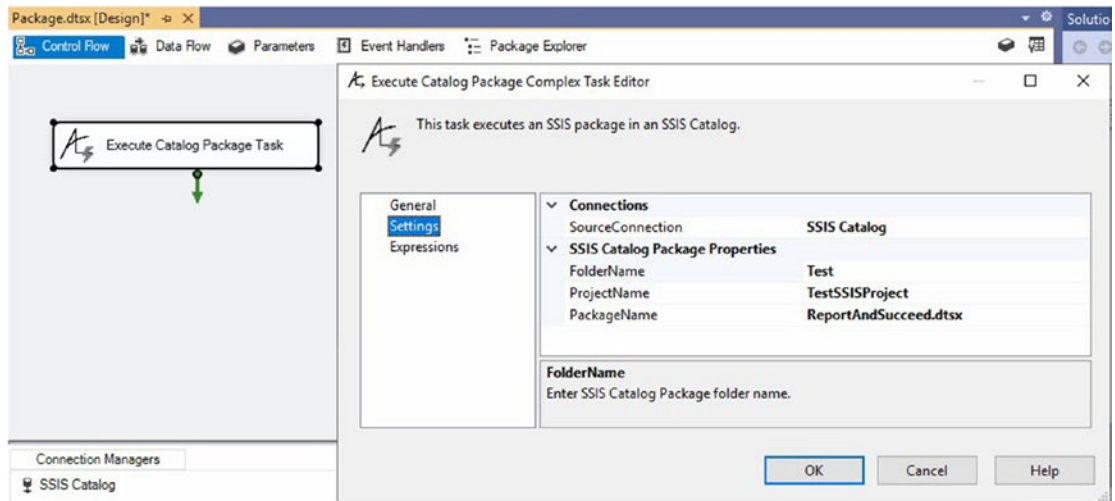 Package.dtsx [Design]*
Solutio
Control Flow Data Flow Parameters Event Handlers Package Explorer
Execute Catalog Package Complex Task Editor
This task executes an SSIS package in an SSIS Catalog.
Execute Catalog Package Task
General
Settings
Expressions
Connections
SourceConnection SSIS Catalog
SSIS Catalog Package Properties
FolderName Test
ProjectName TestSSISProject
PackageName ReportAndSucceed.dtsx
FolderName
Enter SSIS Catalog Package folder name.
OK Cancel Help
Connection Managers
SSIS Catalog